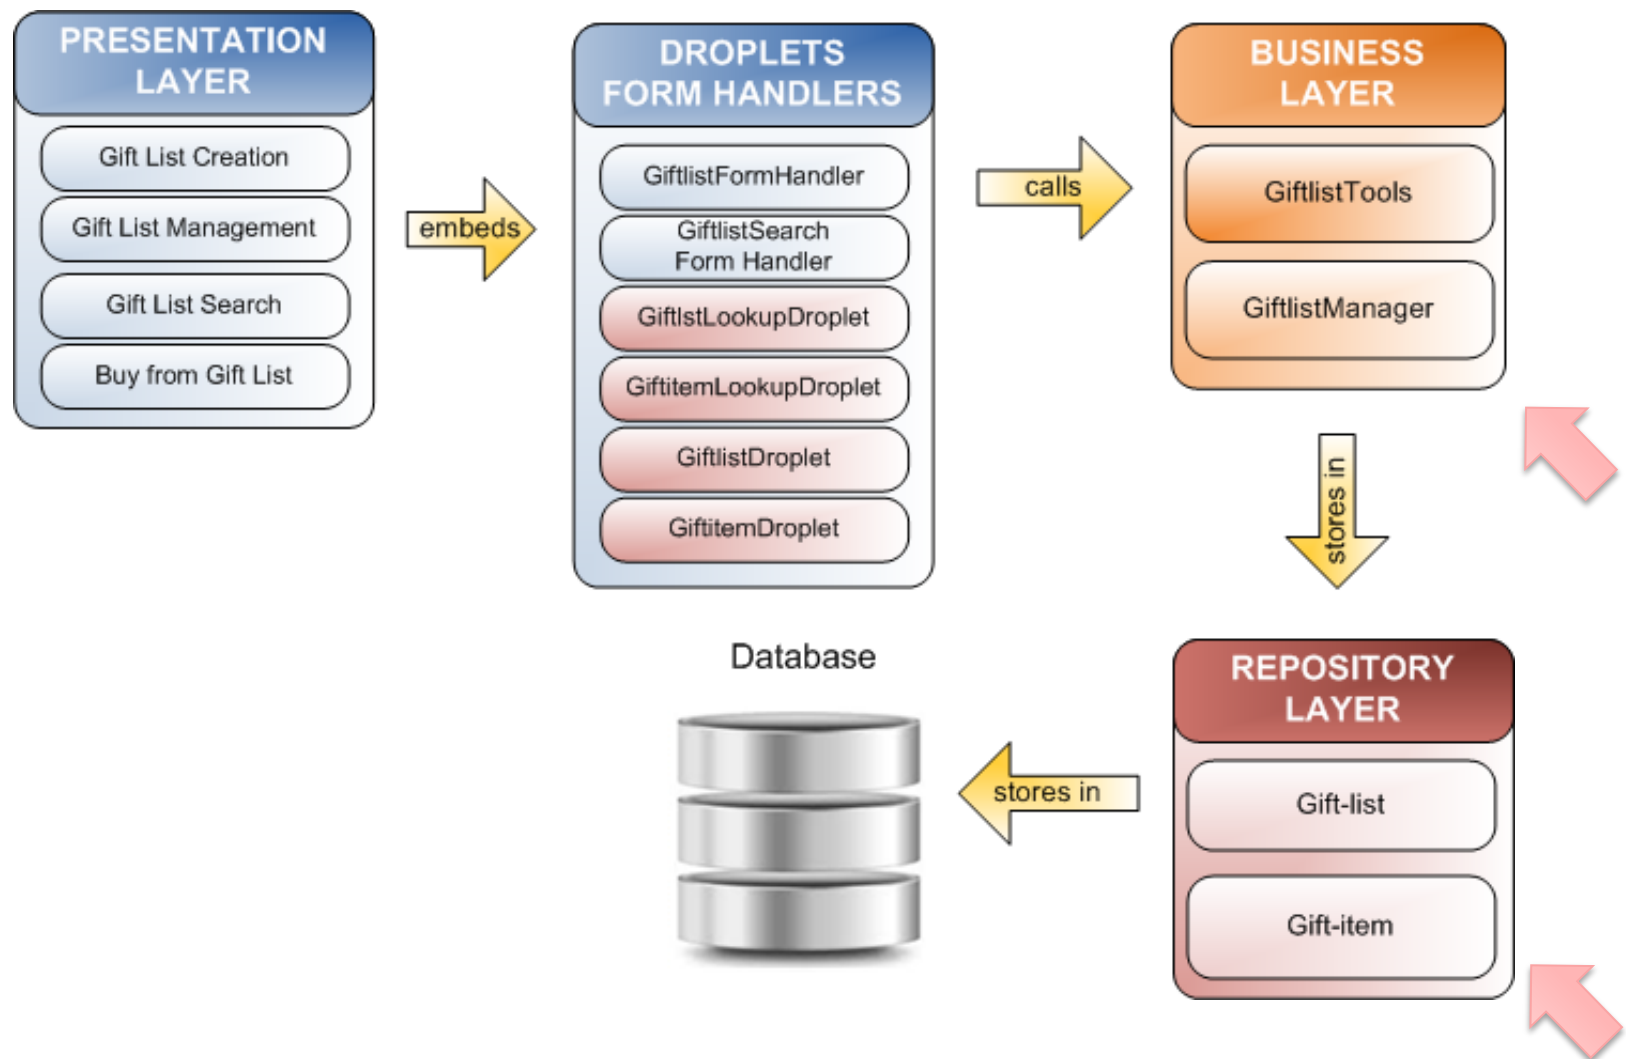 PRESENTATION
LAYER
Gift List Creation
Gift List Management
Gift List Search
Buy from Gift List
embeds
DROPLETS
FORM HANDLERS
GiftlistFormHandler
GiftlistSearch
Form Handler
GiftlstLookupDroplet
GiftitemLookupDroplet
GiftlistDroplet
GiftitemDroplet
calls
BUSINESS
LAYER
GiftlistTools
GiftlistManager
stores in
REPOSITORY
LAYER
Gift-list
Gift-item
stores in
Database